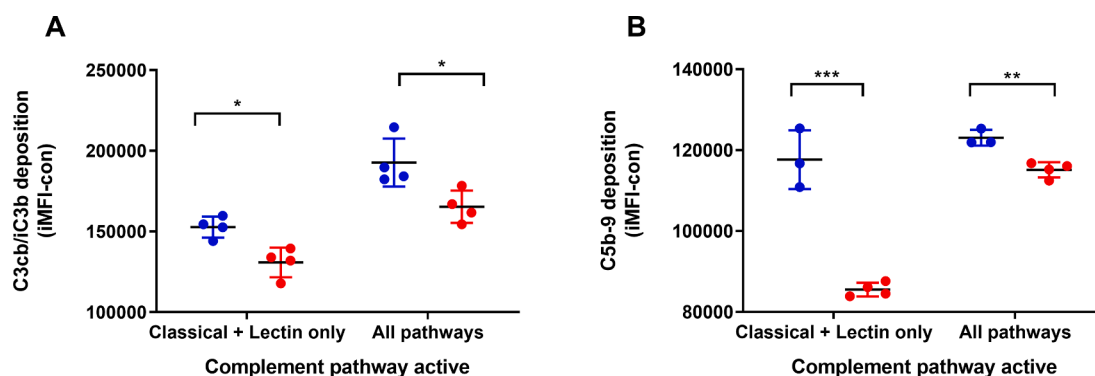 A
C3cb/iC3b deposition
(iMFI-con)
250000
200000
150000
100000
*
*
Classical + Lectin only
All pathways
Complement pathway active
B
C5b-9 deposition
(iMFI-con)
140000
120000
100000
80000
***
**
Classical + Lectin only
All pathways
Complement pathway active